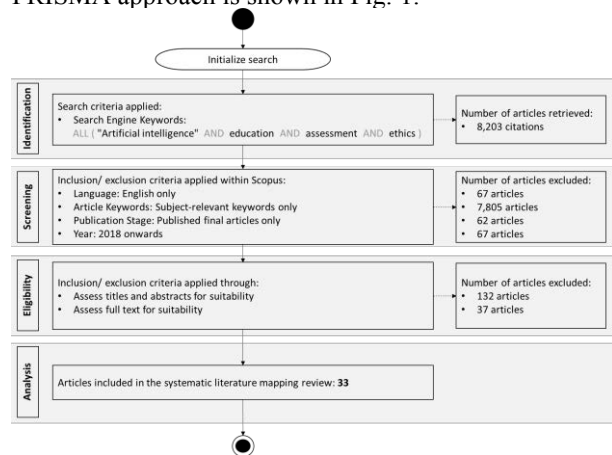 PRISMA approach is shown in Fig. 1.
Initialize search
Identification
Search criteria applied:
• Search Engine Keywords:
ALL ( "Artificial intelligence" AND education AND assessment AND ethics )
Number of articles retrieved:
• 8,203 citations
Screening
Inclusion/ exclusion criteria applied within Scopus:
• Language: English only
• Article Keywords: Subject-relevant keywords only
• Publication Stage: Published final articles only
• Year: 2018 onwards
Number of articles excluded:
• 67 articles
• 7,805 articles
• 62 articles
• 67 articles
Eligibility
Inclusion/ exclusion criteria applied through:
• Assess titles and abstracts for suitability
• Assess full text for suitability
Number of articles excluded:
• 132 articles
• 37 articles
Analysis
Articles included in the systematic literature mapping review: 33